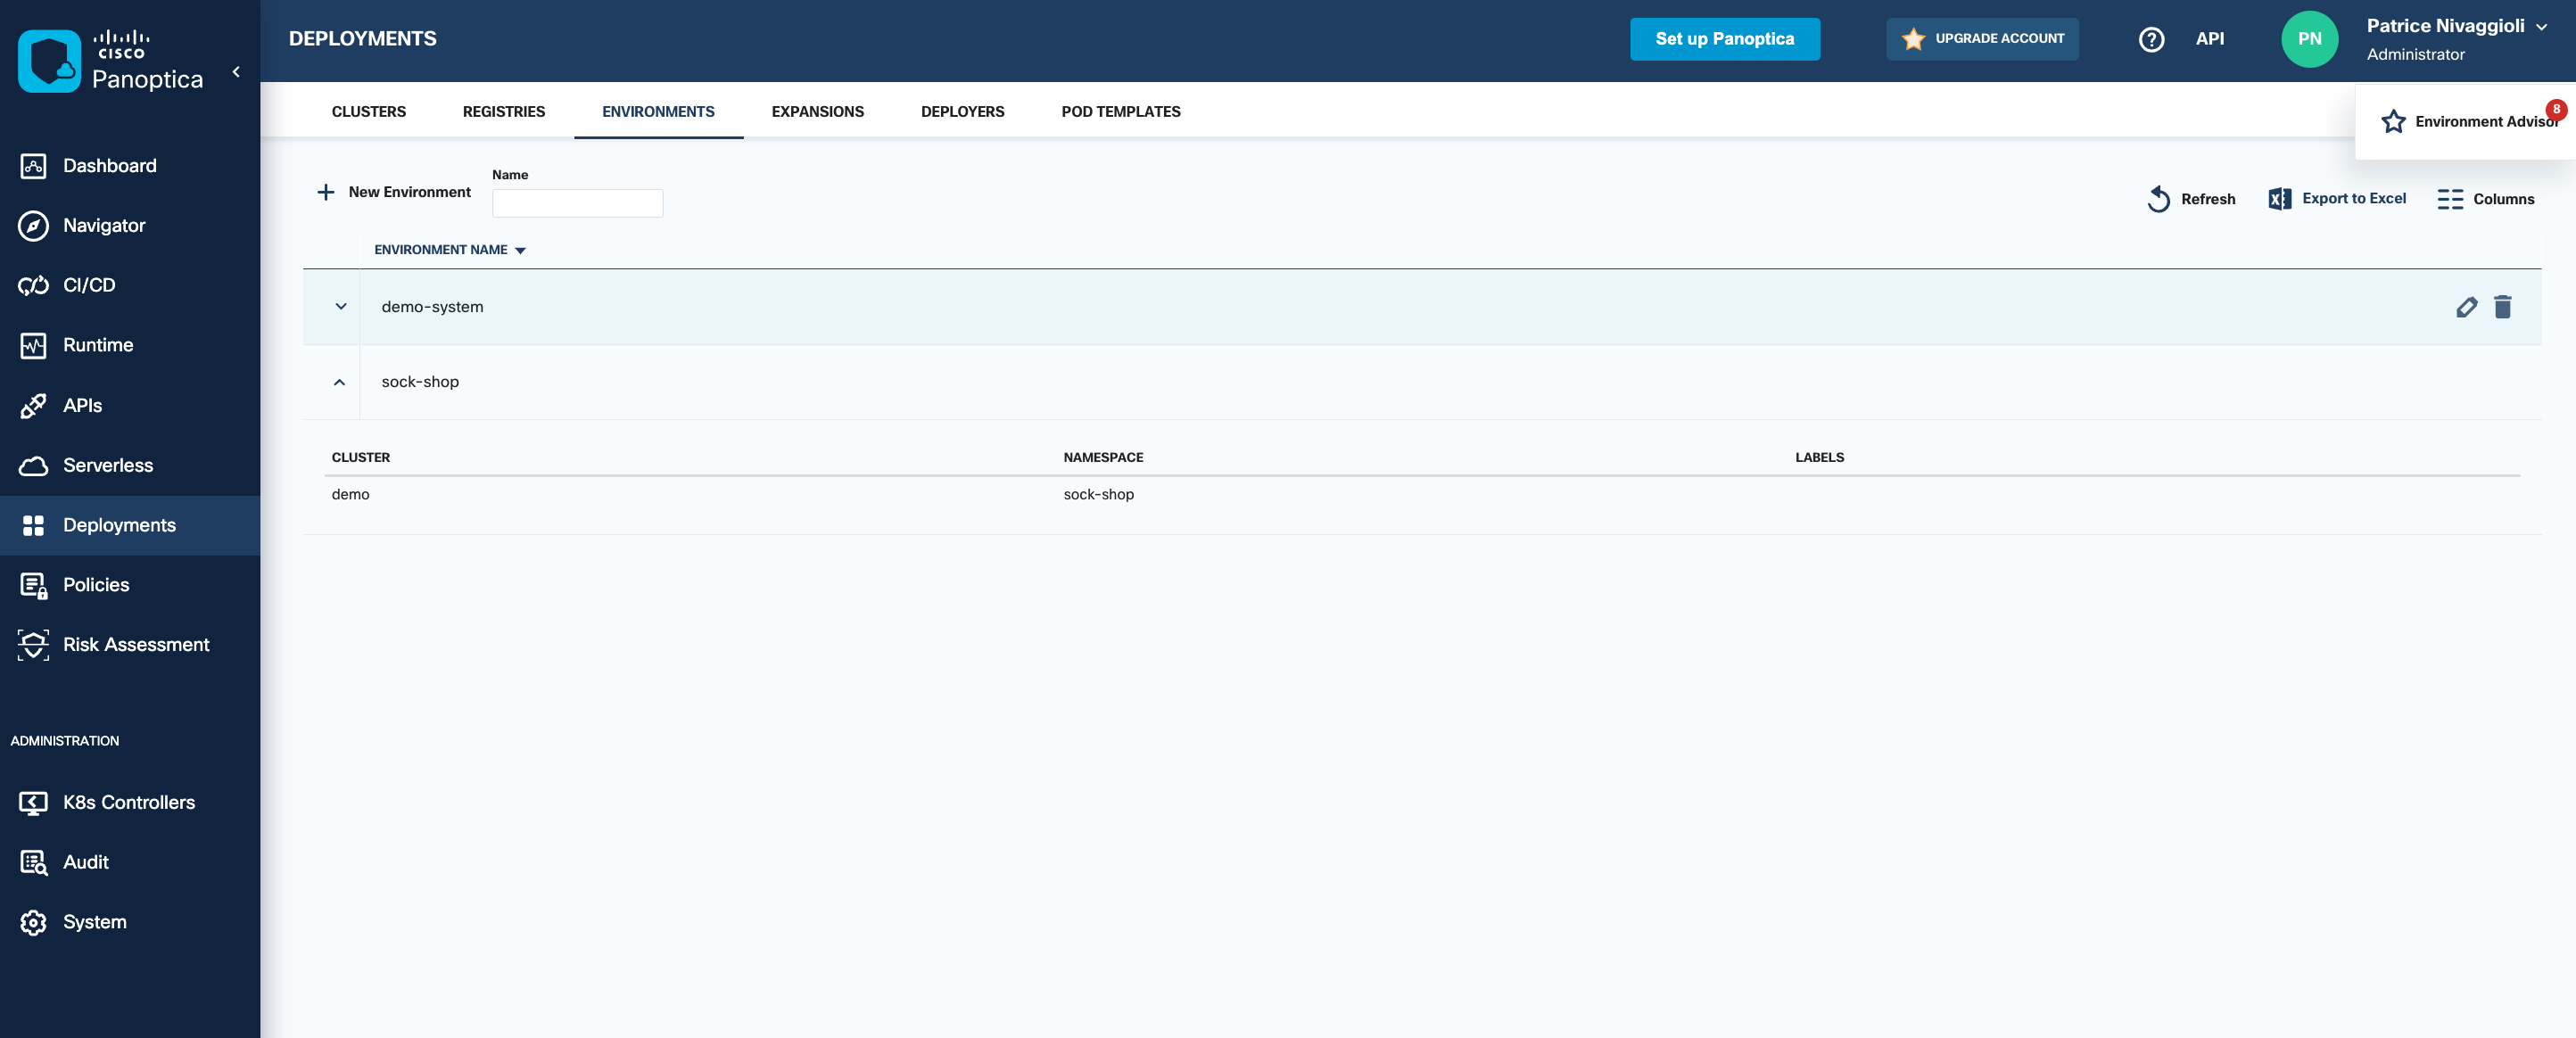 CISCO
Panoptica
Dashboard
Navigator
CI/CD
Runtime
APIs
Serverless
Deployments
Policies
Risk Assessment
ADMINISTRATION
K8s Controllers
Audit
System
DEPLOYMENTS
Set up Panoptica
UPGRADE ACCOUNT
API
PN
Patrice Nivaggioli
Administrator
CLUSTERS REGISTRIES ENVIRONMENTS EXPANSIONS DEPLOYERS POD TEMPLATES
8
Environment Advisor
New Environment
Name
Refresh
Export to Excel
Columns
ENVIRONMENT NAME
demo-system
sock-shop
CLUSTER NAMESPACE LABELS
demo sock-shop